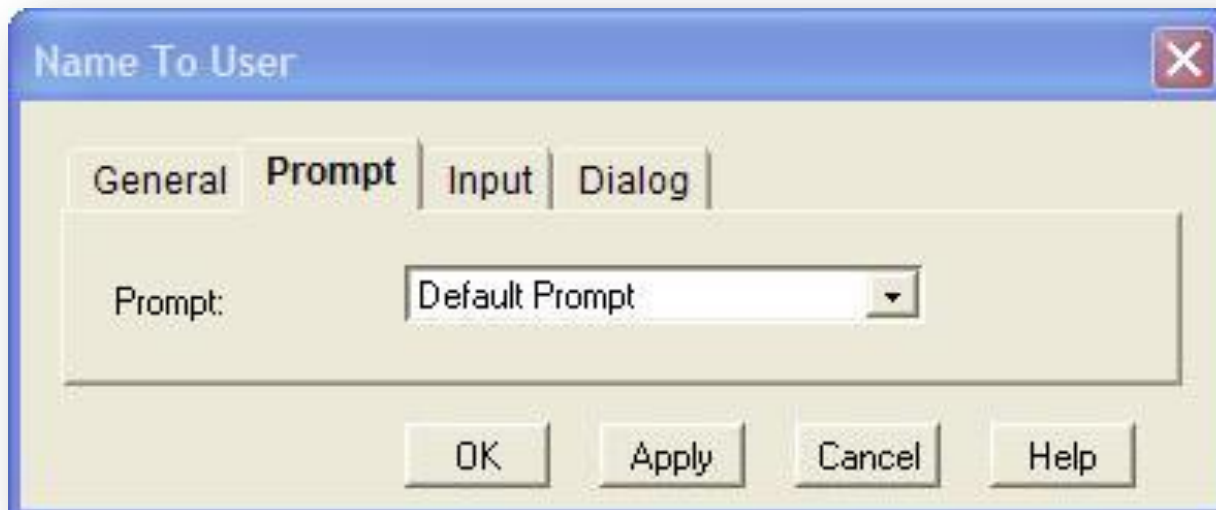 Name To User
General Prompt Input Dialog
Prompt: Default Prompt
OK Apply Cancel Help